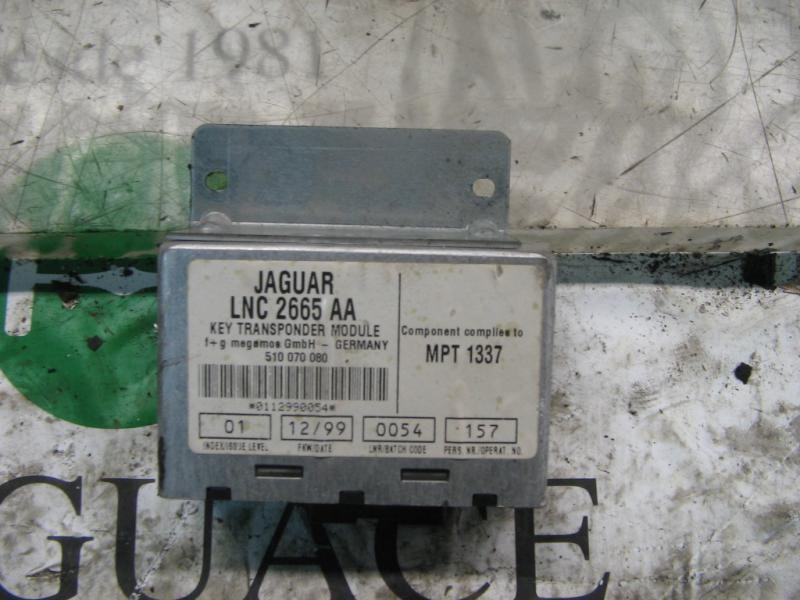 desde 1981
JAGUAR
LNC 2665 AA
KEY TRANSPONDER MODULE
f+g megamos GmbH - GERMANY
510 070 080
*0112990054*
Component complies to
MPT 1337
01
12/99
0054
157
INDEX/ISSUE LEVEL
FKW/DATE
LNR/BATCH CODE
PERS. NR./OPERAT. NO.
GUACE